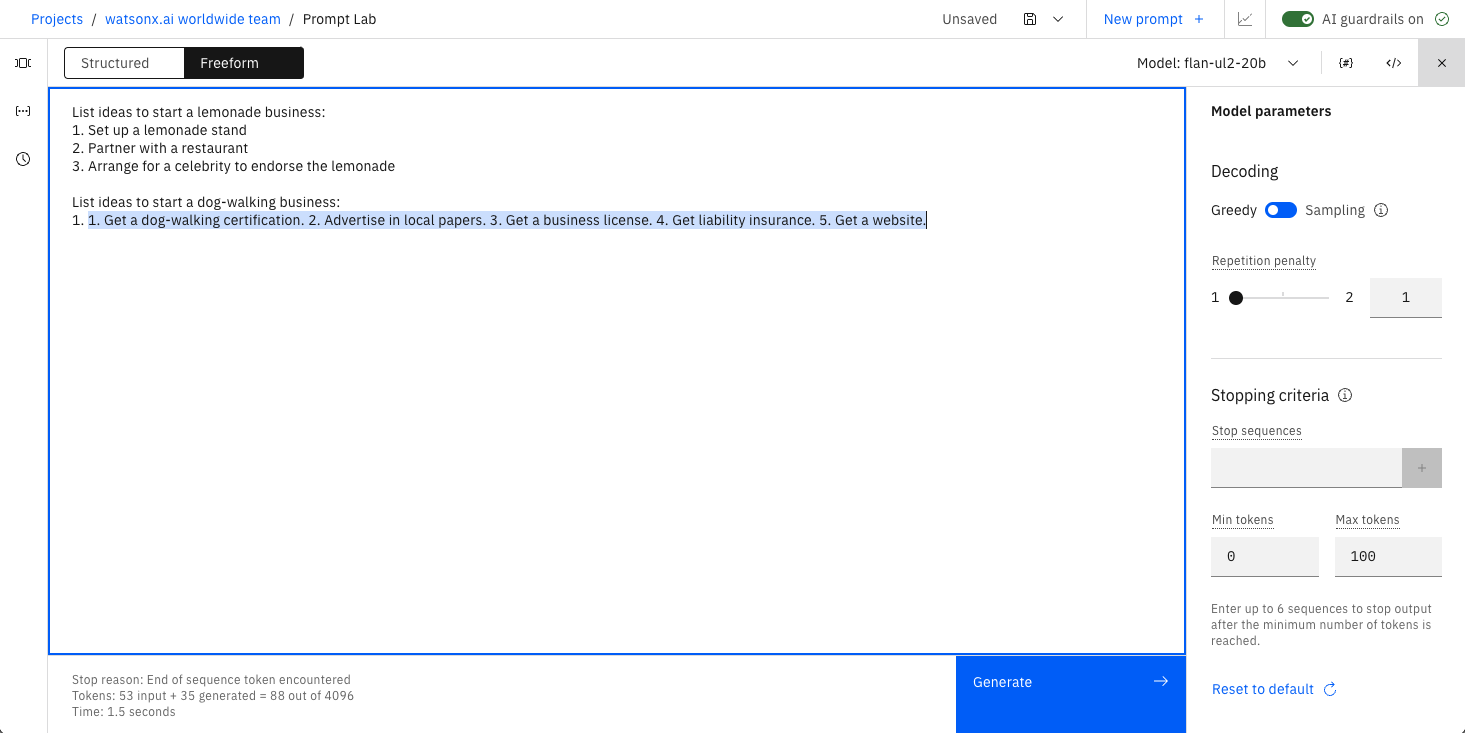 Projects / watsonx.ai worldwide team / Prompt Lab
Unsaved
New prompt +
AI guardrails on
Structured
Freeform
Model: flan-ul2-20b
{#}
</>
List ideas to start a lemonade business:
1. Set up a lemonade stand
2. Partner with a restaurant
3. Arrange for a celebrity to endorse the lemonade
List ideas to start a dog-walking business:
1. 1. Get a dog-walking certification. 2. Advertise in local papers. 3. Get a business license. 4. Get liability insurance. 5. Get a website.
Stop reason: End of sequence token encountered
Tokens: 53 input + 35 generated = 88 out of 4096
Time: 1.5 seconds
Generate
Model parameters
Decoding
Greedy
Sampling
Repetition penalty
1
2
1
Stopping criteria
Stop sequences
+
Min tokens
Max tokens
0
100
Enter up to 6 sequences to stop output
after the minimum number of tokens is
reached.
Reset to default